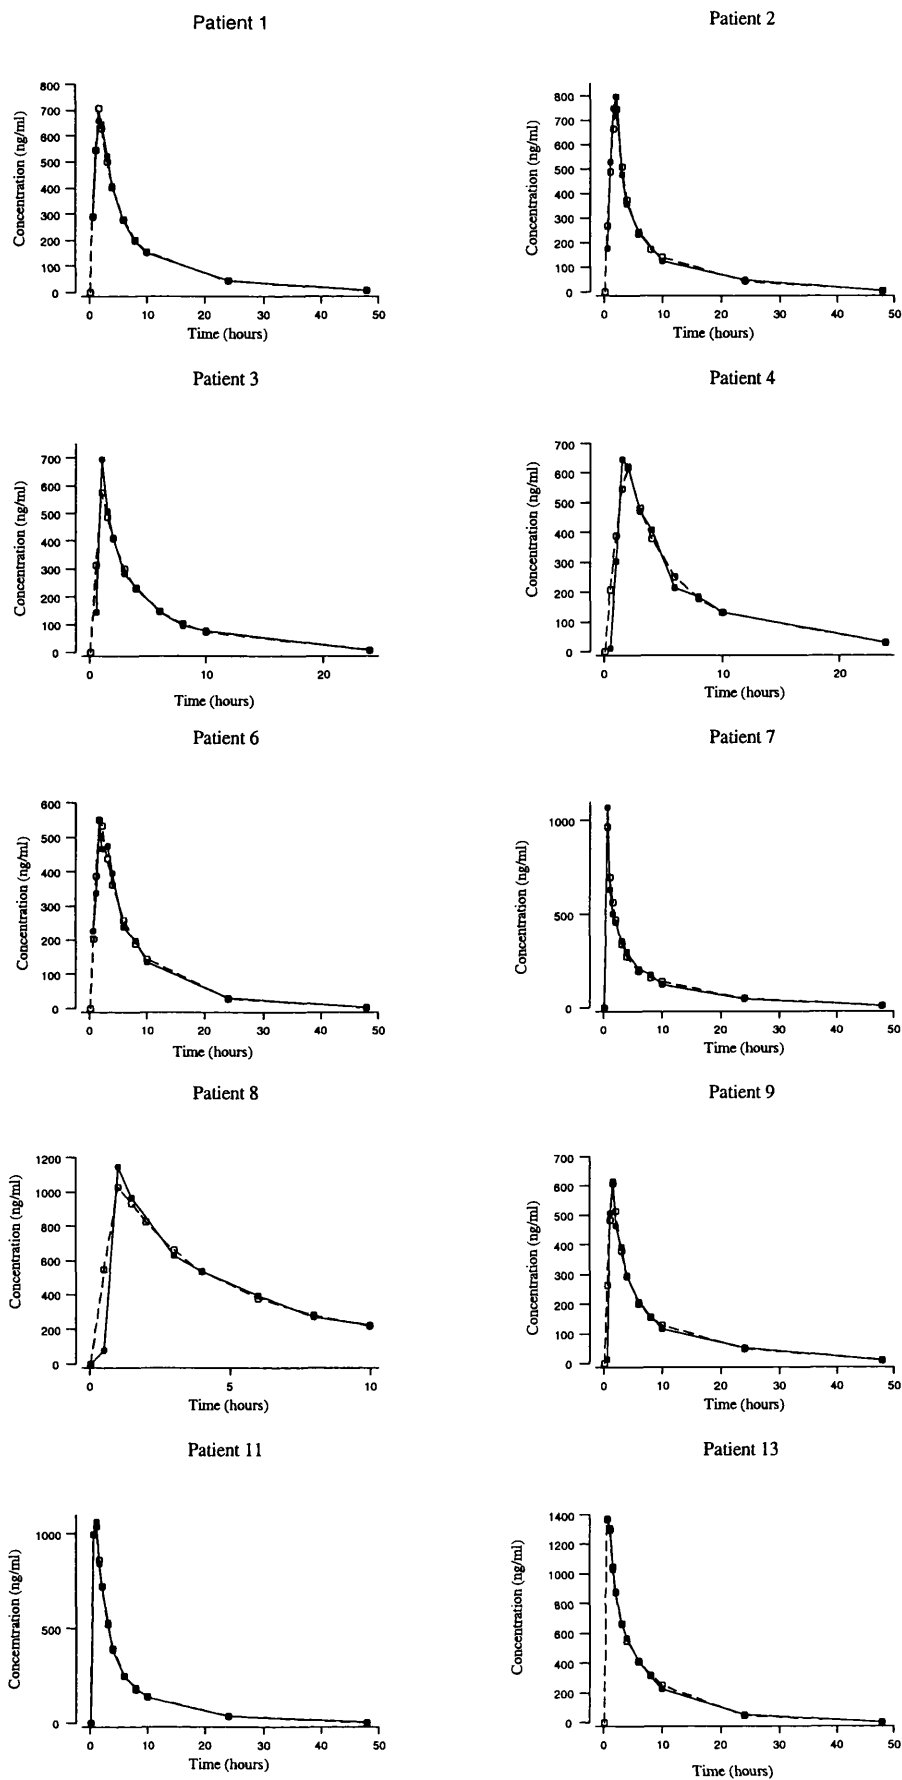 Patient 1
Concentration (ng/ml)
800
700
600
500
400
300
200
100
0
0 10 20 30 40 50
Time (hours)
Patient 2
Concentration (ng/ml)
800
700
600
500
400
300
200
100
0
0 10 20 30 40 50
Time (hours)
Patient 3
Concentration (ng/ml)
700
600
500
400
300
200
100
0
0 10 20
Time (hours)
Patient 4
Concentration (ng/ml)
700
600
500
400
300
200
100
0
0 10 20
Time (hours)
Patient 6
Concentration (ng/ml)
600
500
400
300
200
100
0
0 10 20 30 40 50
Time (hours)
Patient 7
Concentration (ng/ml)
1000
500
0
0 10 20 30 40 50
Time (hours)
Patient 8
Concentration (ng/ml)
1200
1000
800
600
400
200
0
0 5 10
Time (hours)
Patient 9
Concentration (ng/ml)
700
600
500
400
300
200
100
0
0 10 20 30 40 50
Time (hours)
Patient 11
Concemtration (ng/ml)
1000
500
0
0 10 20 30 40 50
Time (hours)
Patient 13
Concentration (ng/ml)
1400
1200
1000
800
600
400
200
0
0 10 20 30 40 50
Time (hours)